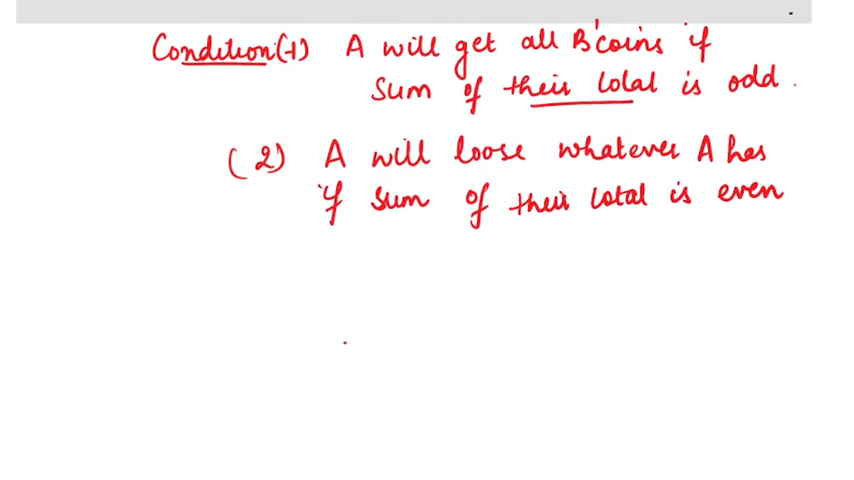 Condition(1) A will get all B'coins if
sum of their total is odd.
(2) A will loose whatever A has
if sum of their total is even